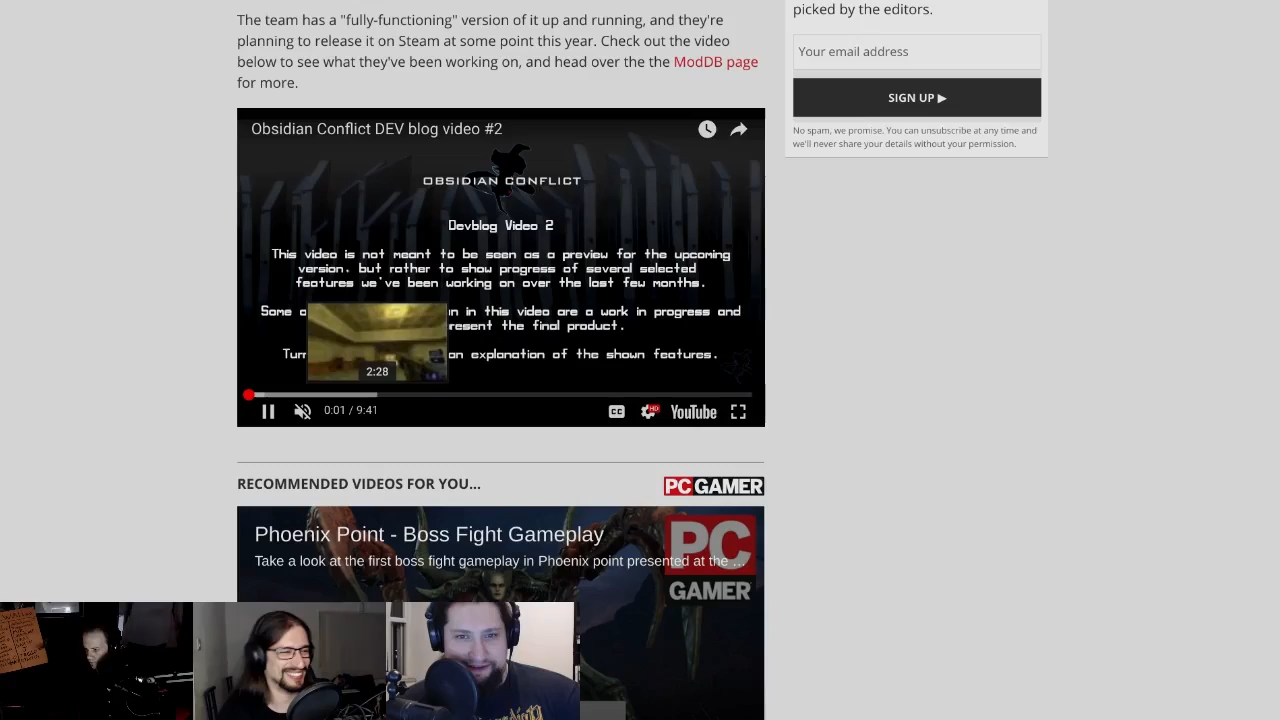 The team has a "fully-functioning" version of it up and running, and they're
planning to release it on Steam at some point this year. Check out the video
below to see what they've been working on, and head over the the ModDB page
for more.
picked by the editors.
Your email address
SIGN UP ▶
No spam, we promise. You can unsubscribe at any time and
we'll never share your details without your permission.
Obsidian Conflict DEV blog video #2
OBSIDIAN CONFLICT
Devblog Video 2
This video is not meant to be seen as a preview for the upcoming
version, but rather to show progress of several selected
features we've been working on over the last few months.
Some in this video are a work in progress and
present the final product.
Turn an explanation of the shown features.
2:28
0:01 / 9:41
CC
HD
YouTube
RECOMMENDED VIDEOS FOR YOU...
PC GAMER
Phoenix Point - Boss Fight Gameplay
Take a look at the first boss fight gameplay in Phoenix point presented at the ...
PC
GAMER